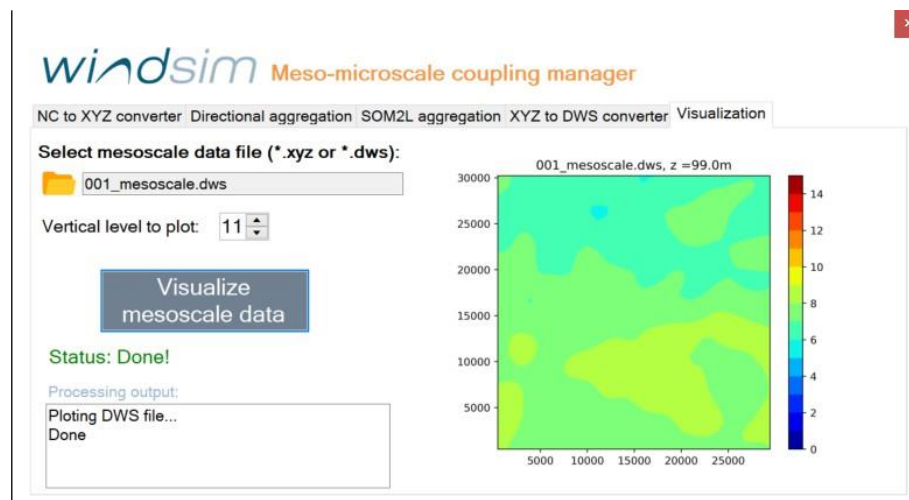 windsim Meso-microscale coupling manager
NC to XYZ converter Directional aggregation SOM2L aggregation XYZ to DWS converter Visualization
Select mesoscale data file (*.xyz or *.dws):
001_mesoscale.dws
Vertical level to plot: 11
Visualize
mesoscale data
Status: Done!
Processing output:
Ploting DWS file...
Done
001_mesoscale.dws, z =99.0m
30000
25000
20000
15000
10000
5000
5000 10000 15000 20000 25000
14
12
10
8
6
4
2
0